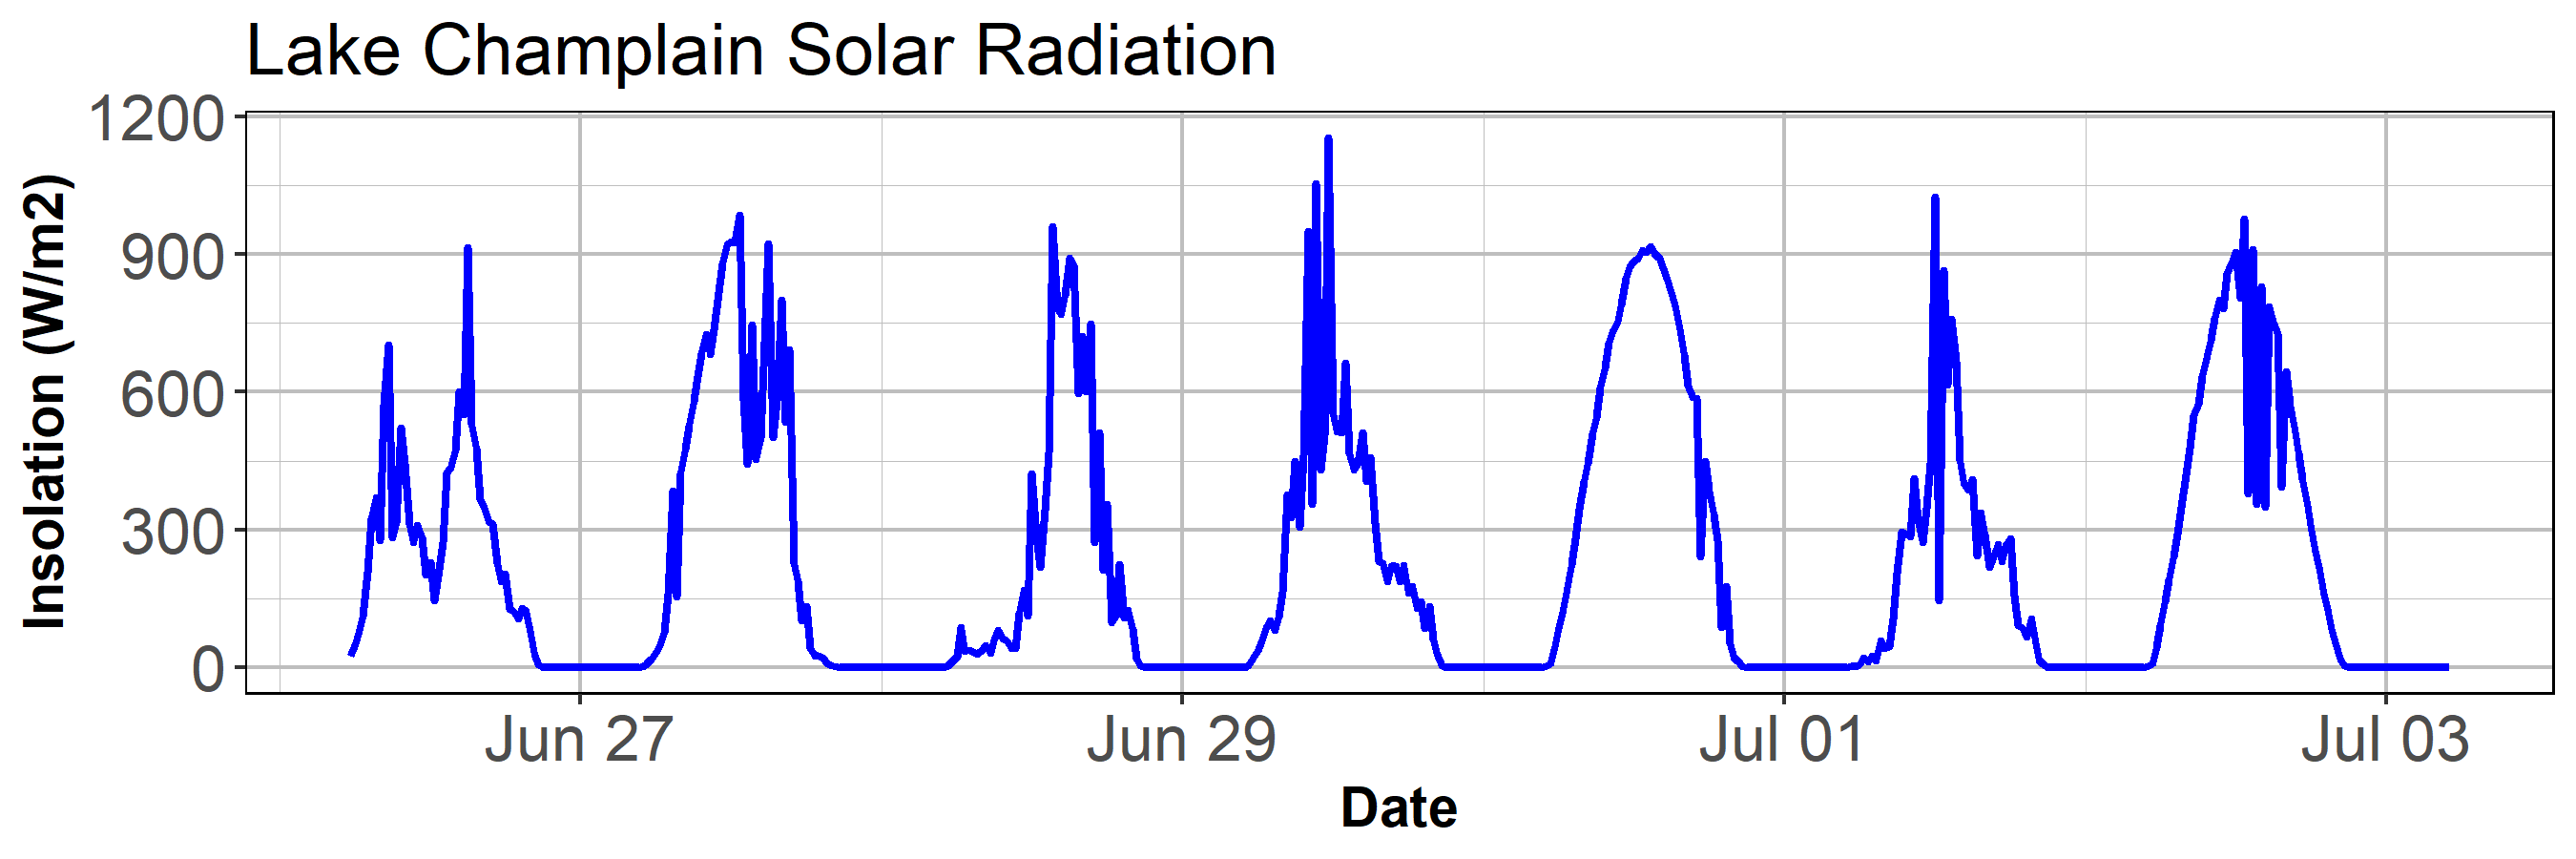 Lake Champlain Solar Radiation
1200
900
600
300
0
Insolation (W/m2)
Jun 27
Jun 29
Jul 01
Jul 03
Date